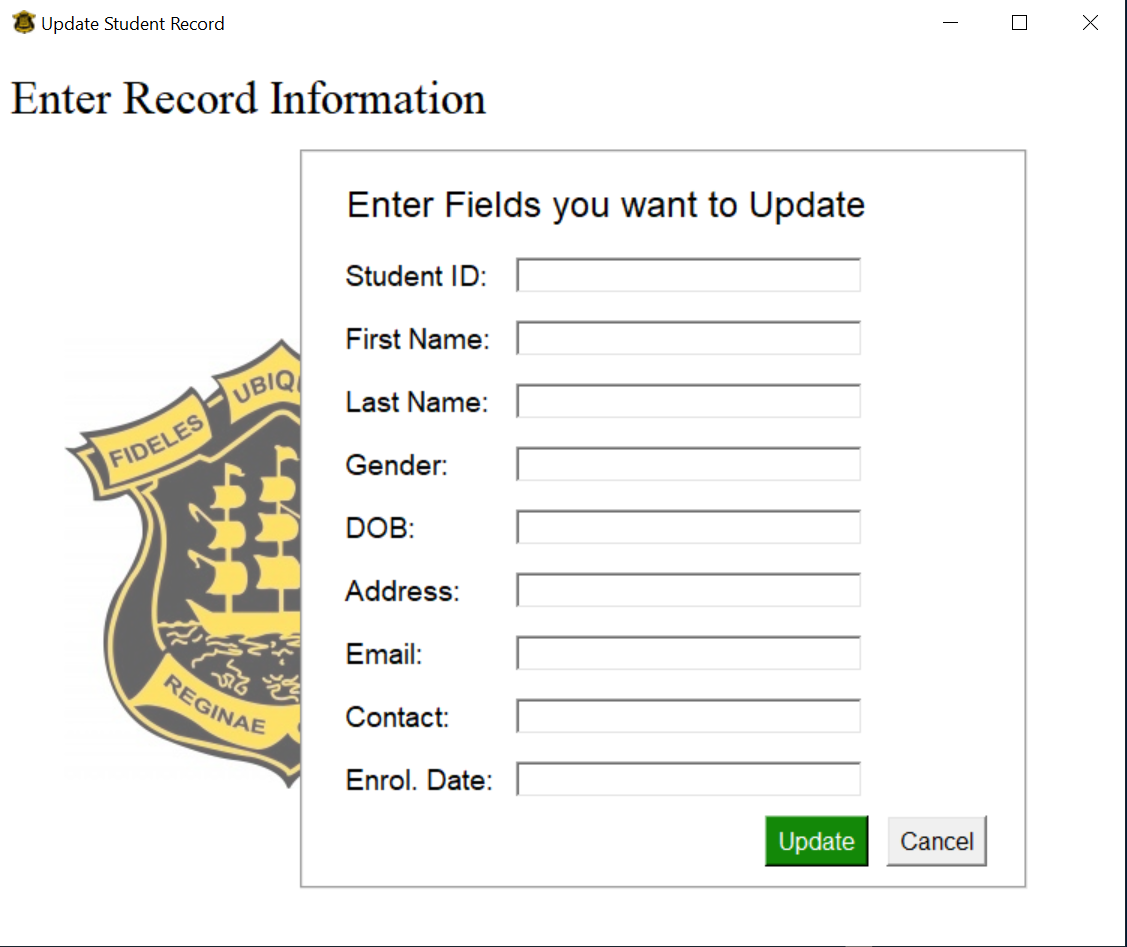 Update Student Record
Enter Record Information
Enter Fields you want to Update
Student ID:
First Name:
Last Name:
Gender:
DOB:
Address:
Email:
Contact:
Enrol. Date:
Update Cancel
FIDELES
REGINAE